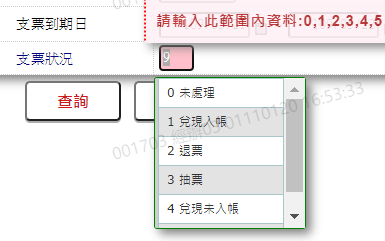 支票到期日
請輸入此範圍內資料:0,1,2,3,4,5
支票狀況
9
查詢
0 未處理
1 兌現入帳
2 退票
3 抽票
4 兌現未入帳